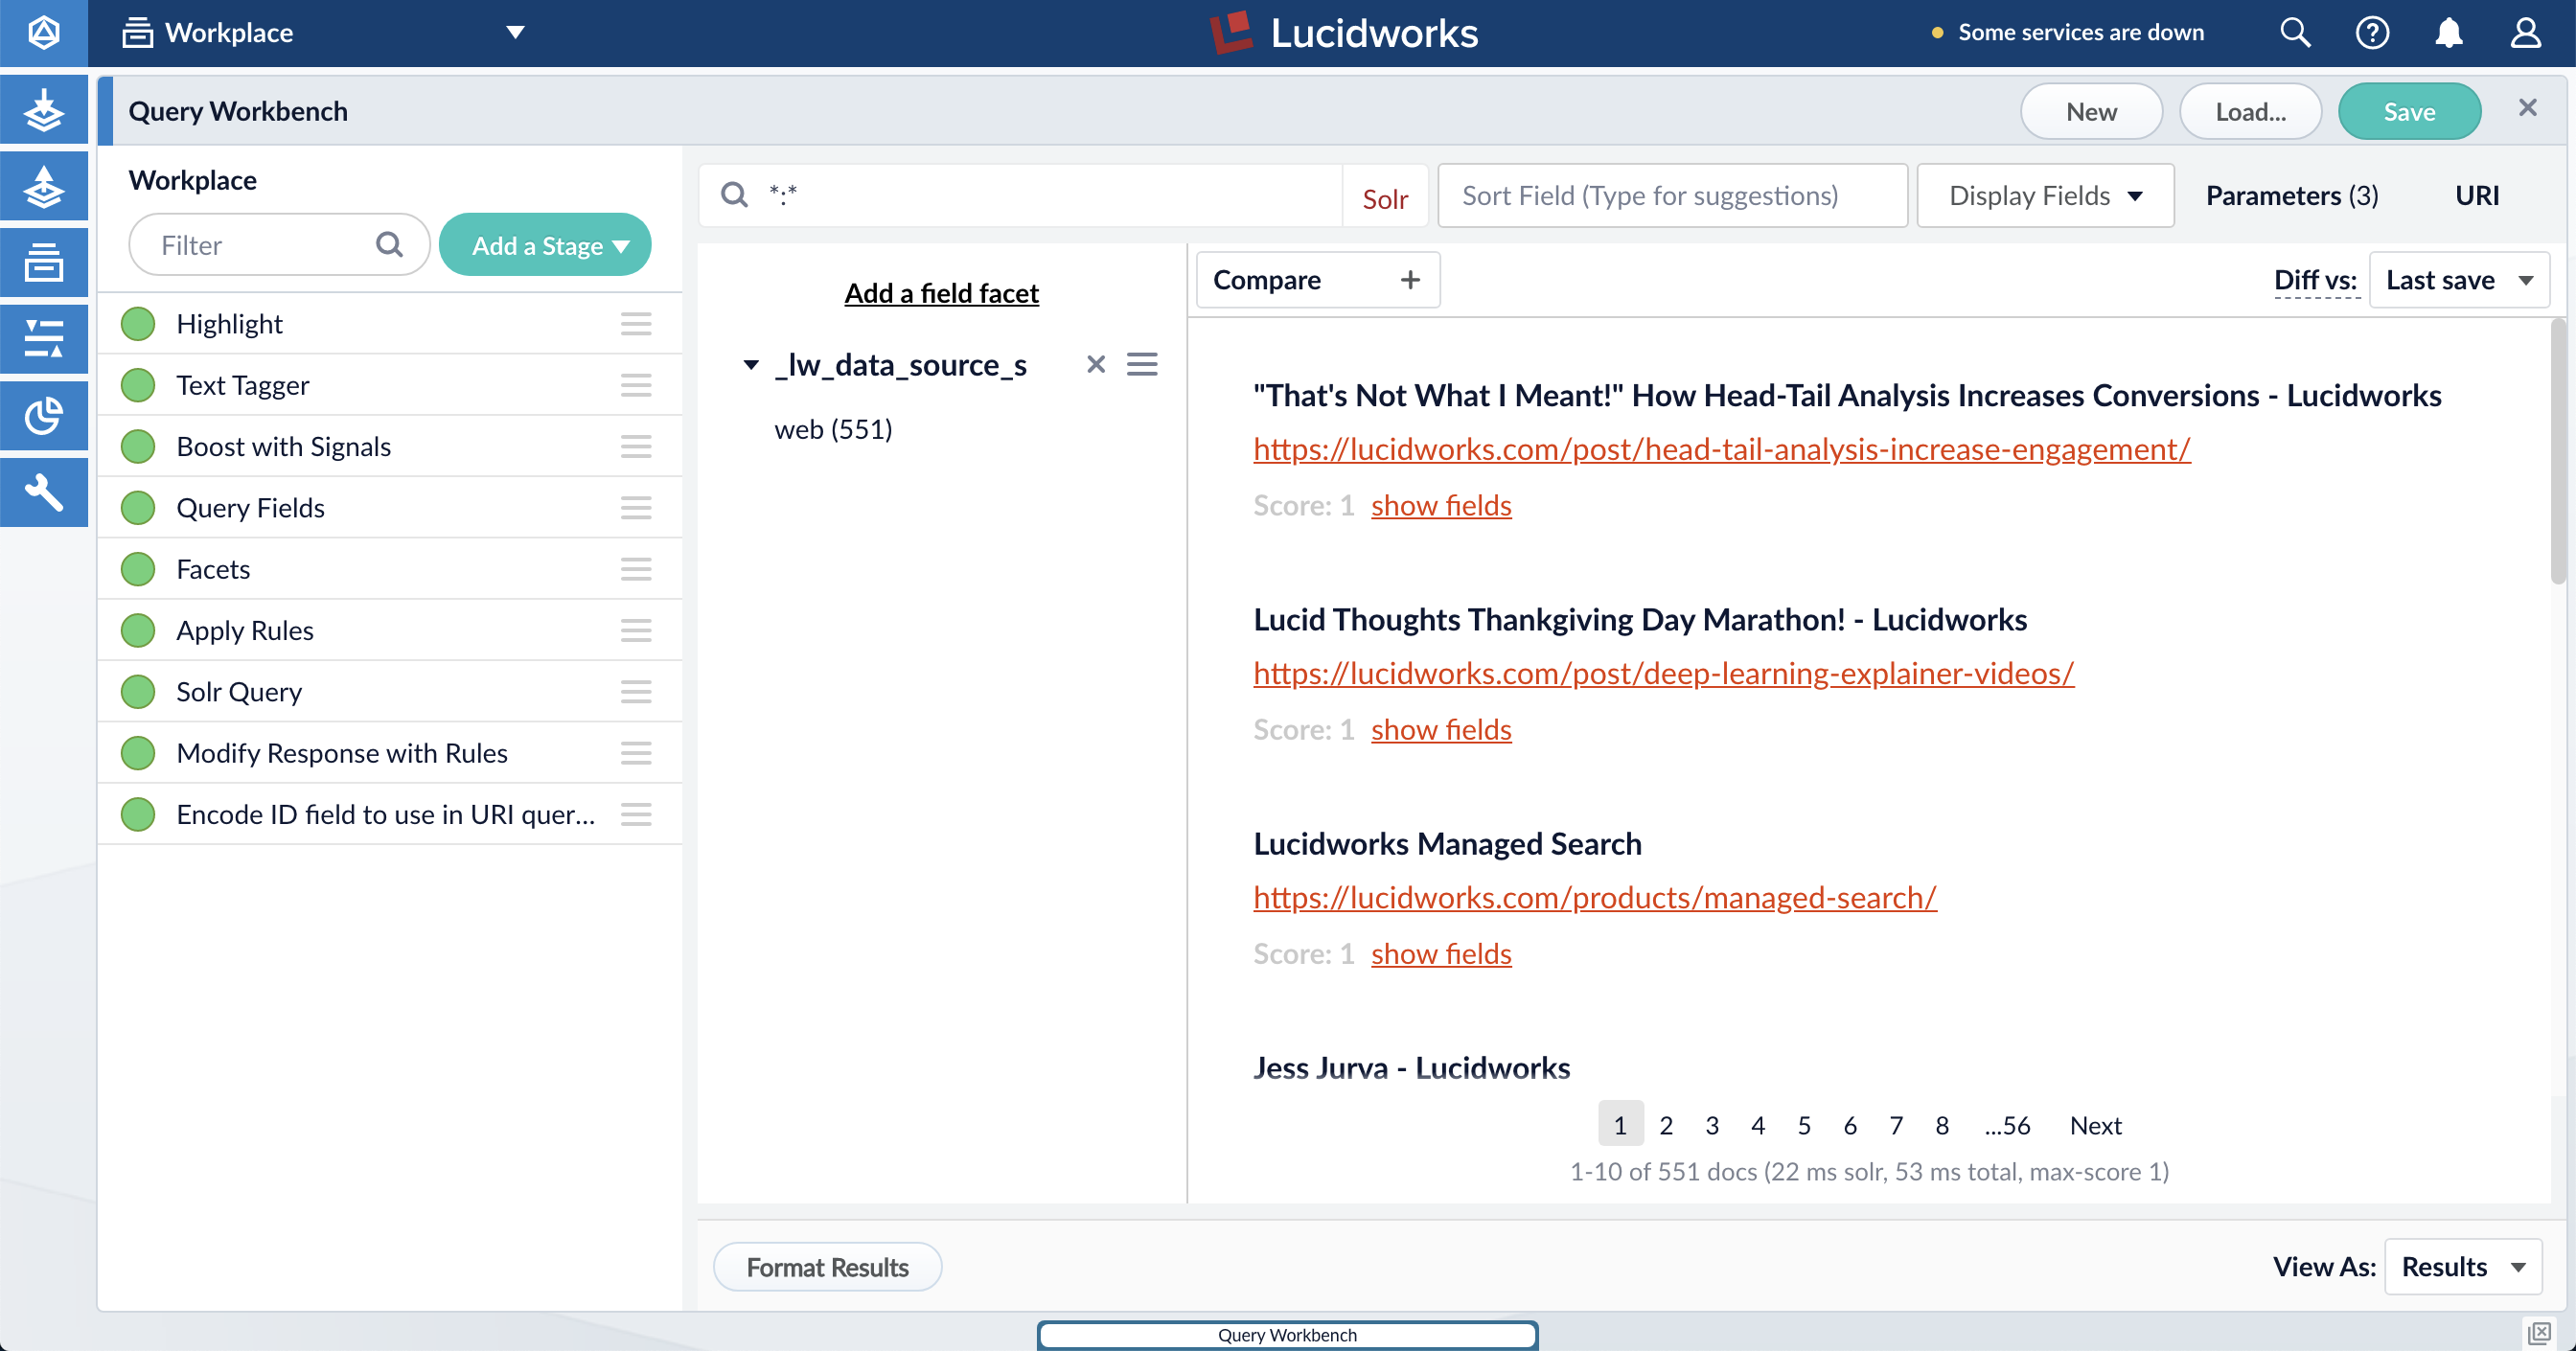 Workplace
Lucidworks
Some services are down
Query Workbench
New
Load...
Save
Workplace
Filter
Add a Stage
Highlight
Text Tagger
Boost with Signals
Query Fields
Facets
Apply Rules
Solr Query
Modify Response with Rules
Encode ID field to use in URI quer...
*:*
Solr
Sort Field (Type for suggestions)
Display Fields
Parameters (3)
URI
Add a field facet
_lw_data_source_s
web (551)
Compare +
Diff vs:
Last save
"That's Not What I Meant!" How Head-Tail Analysis Increases Conversions - Lucidworks
https://lucidworks.com/post/head-tail-analysis-increase-engagement/
Score: 1 show fields
Lucid Thoughts Thankgiving Day Marathon! - Lucidworks
https://lucidworks.com/post/deep-learning-explainer-videos/
Score: 1 show fields
Lucidworks Managed Search
https://lucidworks.com/products/managed-search/
Score: 1 show fields
Jess Jurva - Lucidworks
1 2 3 4 5 6 7 8 ...56 Next
1-10 of 551 docs (22 ms solr, 53 ms total, max-score 1)
Format Results
View As:
Results
Query Workbench